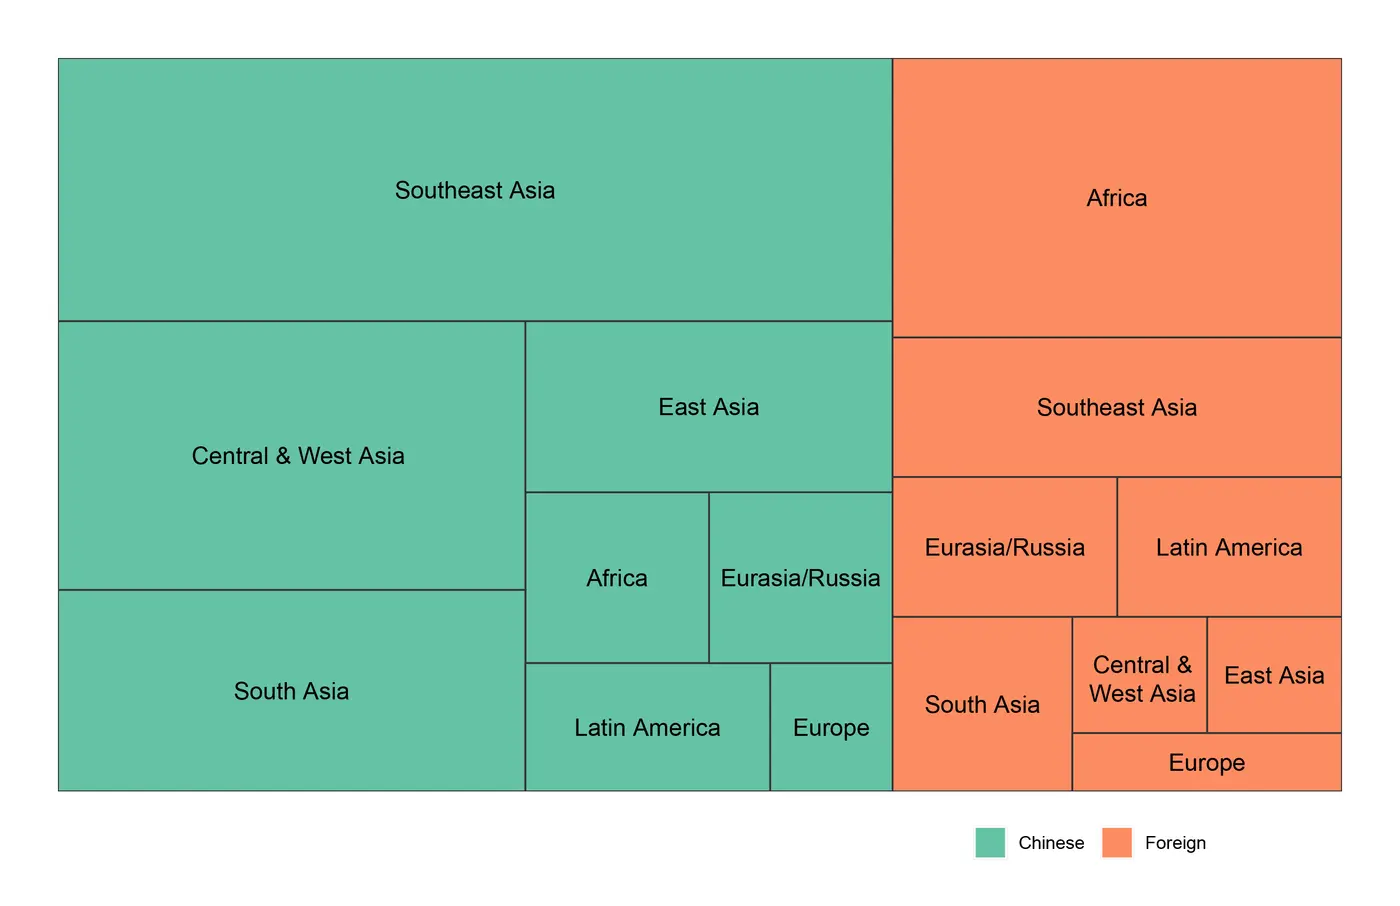 Southeast Asia
Central & West Asia
South Asia
East Asia
Africa
Eurasia/Russia
Latin America
Europe
Africa
Southeast Asia
Eurasia/Russia
Latin America
South Asia
Central &
West Asia
East Asia
Europe
Chinese
Foreign